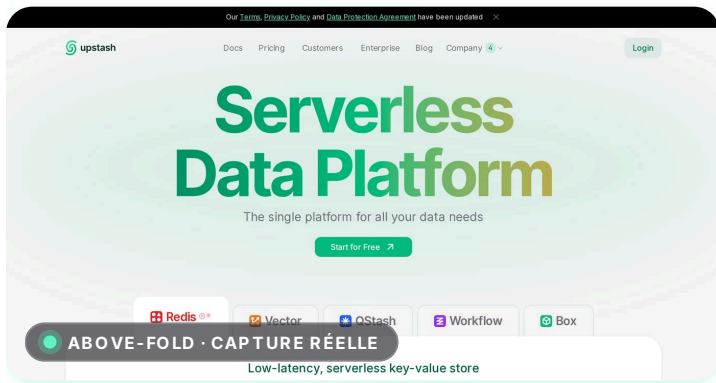 Our Terms, Privacy Policy and Data Protection Agreement have been updated
upstash
Docs Pricing Customers Enterprise Blog Company 4
Login
Serverless
Data Platform
The single platform for all your data needs
Start for Free
Redis ®* Vector QStash Workflow Box
ABOVE-FOLD · CAPTURE RÉELLE
Low-latency, serverless key-value store